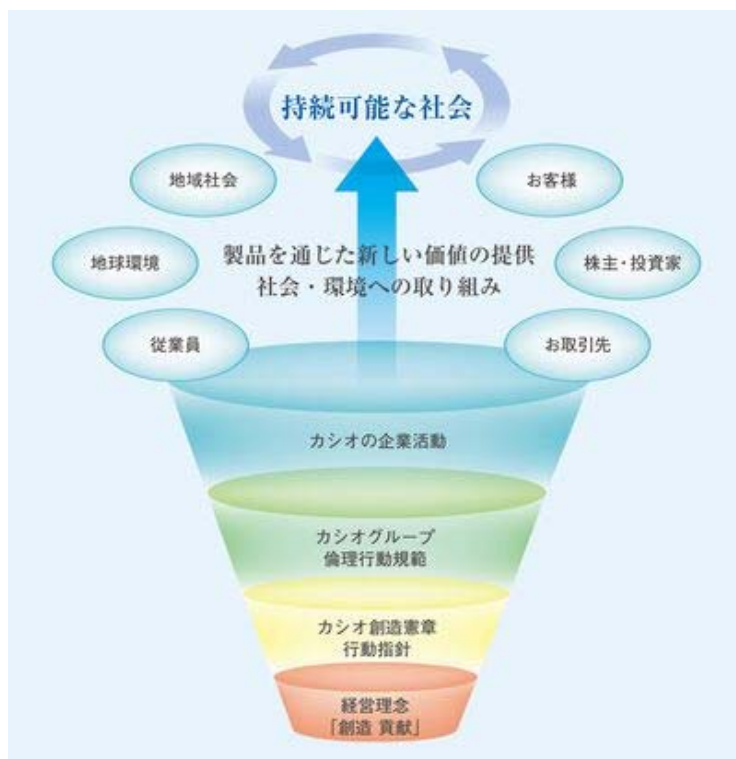 持続可能な社会
地域社会
お客様
地球環境
製品を通じた新しい価値の提供
社会・環境への取り組み
株主・投資家
従業員
お取引先
カシオの企業活動
カシオグループ
倫理行動規範
カシオ創造憲章
行動指針
経営理念
「創造 貢献」